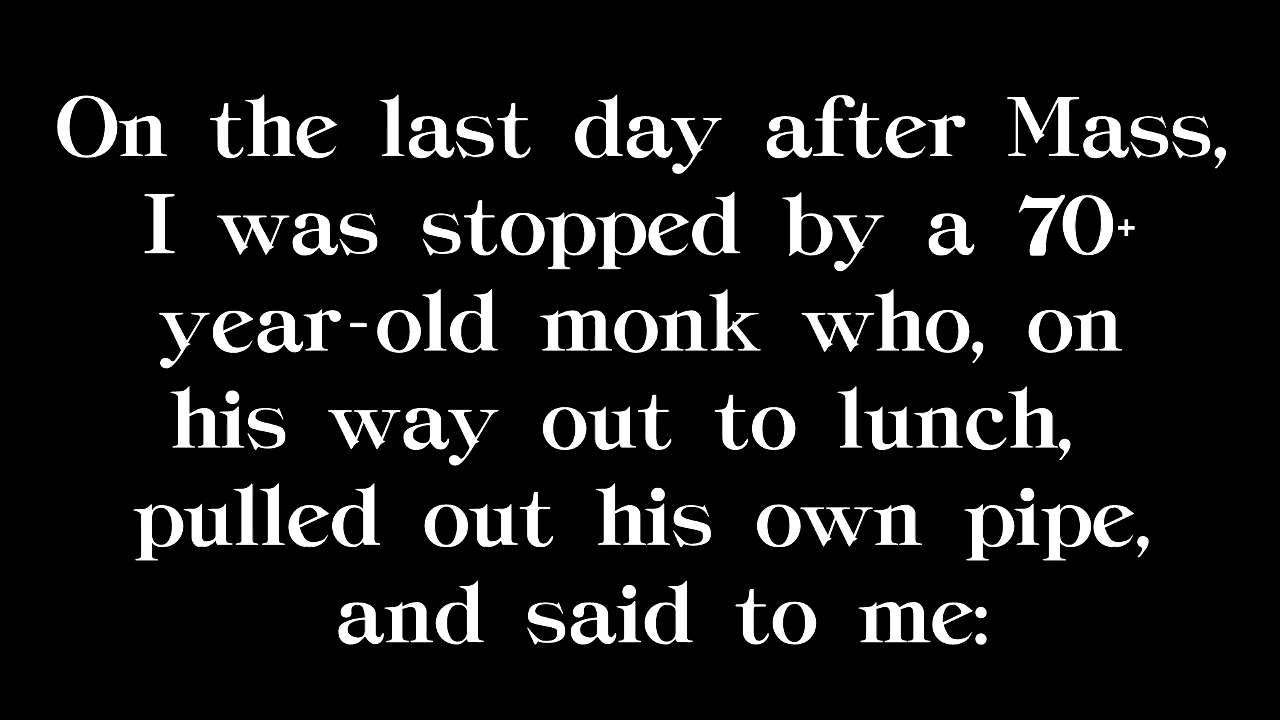 On the last day after Mass,
I was stopped by a 70+
year-old monk who, on
his way out to lunch,
pulled out his own pipe,
and said to me: